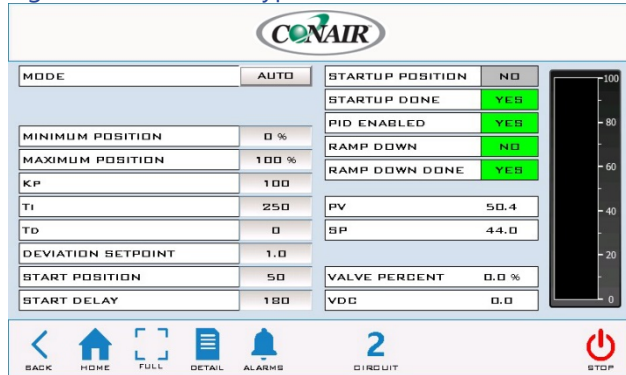 CONAIR
MODE AUTO
MINIMUM POSITION 0 %
MAXIMUM POSITION 100 %
KP 100
TI 250
TD 0
DEVIATION SETPOINT 1.0
START POSITION 50
START DELAY 180
STARTUP POSITION NO
STARTUP DONE YES
PID ENABLED YES
RAMP DOWN NO
RAMP DOWN DONE YES
PV 50.4
SP 44.0
VALVE PERCENT 0.0 %
VDC 0.0
100
80
60
40
20
0
BACK HOME FULL DETAIL ALARMS 2 CIRCUIT STOP